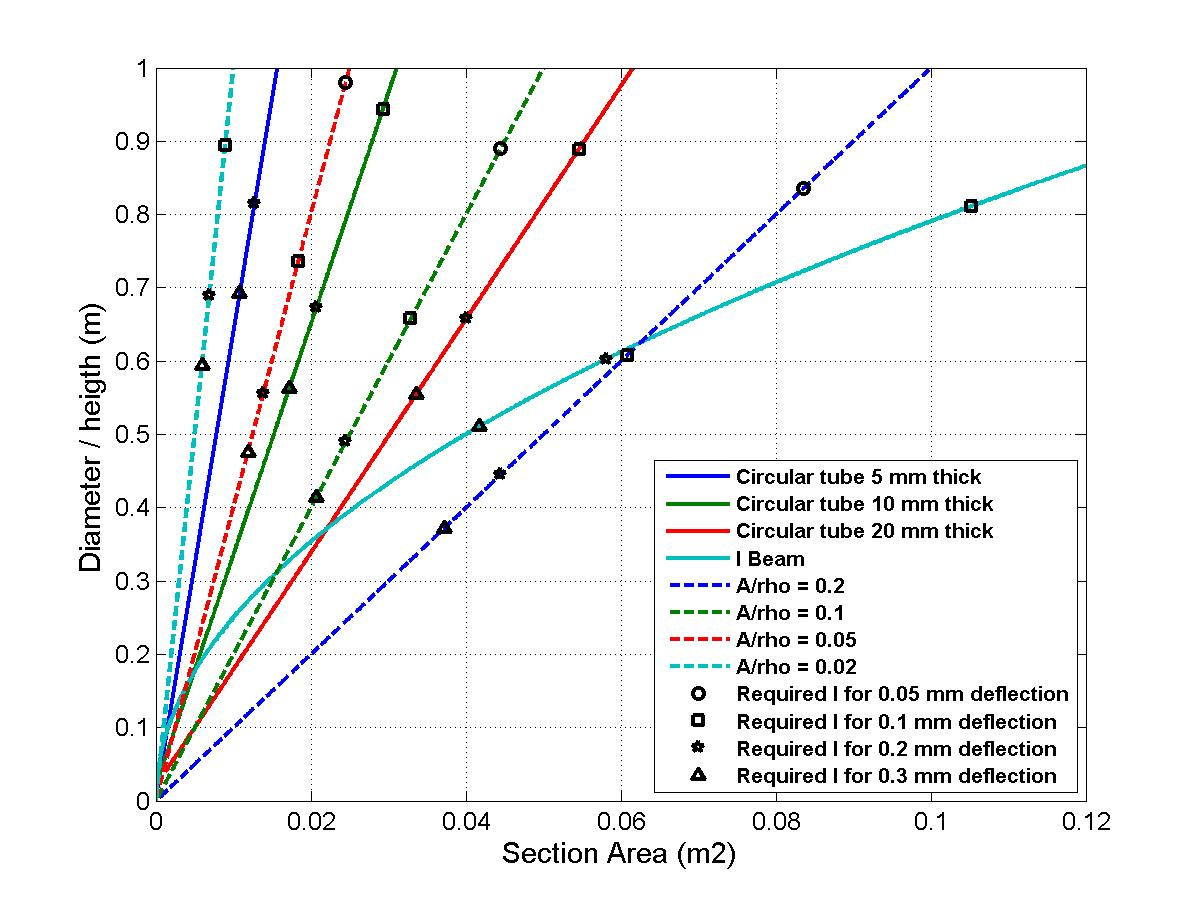 1
0.9
0.8
0.7
0.6
0.5
0.4
0.3
0.2
0.1
0
Diameter / heigth (m)
Circular tube 5 mm thick
Circular tube 10 mm thick
Circular tube 20 mm thick
I Beam
A/rho = 0.2
A/rho = 0.1
A/rho = 0.05
A/rho = 0.02
Required I for 0.05 mm deflection
Required I for 0.1 mm deflection
Required I for 0.2 mm deflection
Required I for 0.3 mm deflection
0 0.02 0.04 0.06 0.08 0.1 0.12
Section Area (m2)